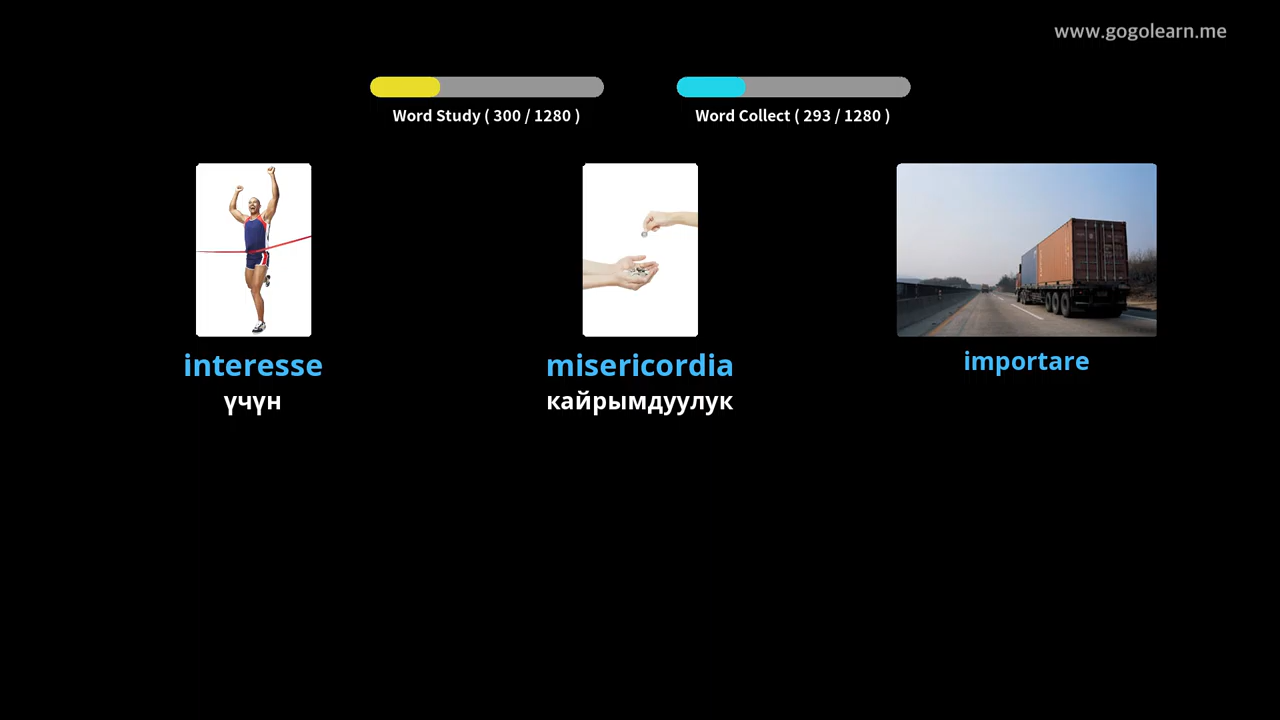 www.gogolearn.me
Word Study ( 300 / 1280 )
Word Collect ( 293 / 1280 )
interesse
үчүн
misericordia
кайрымдуулук
importare